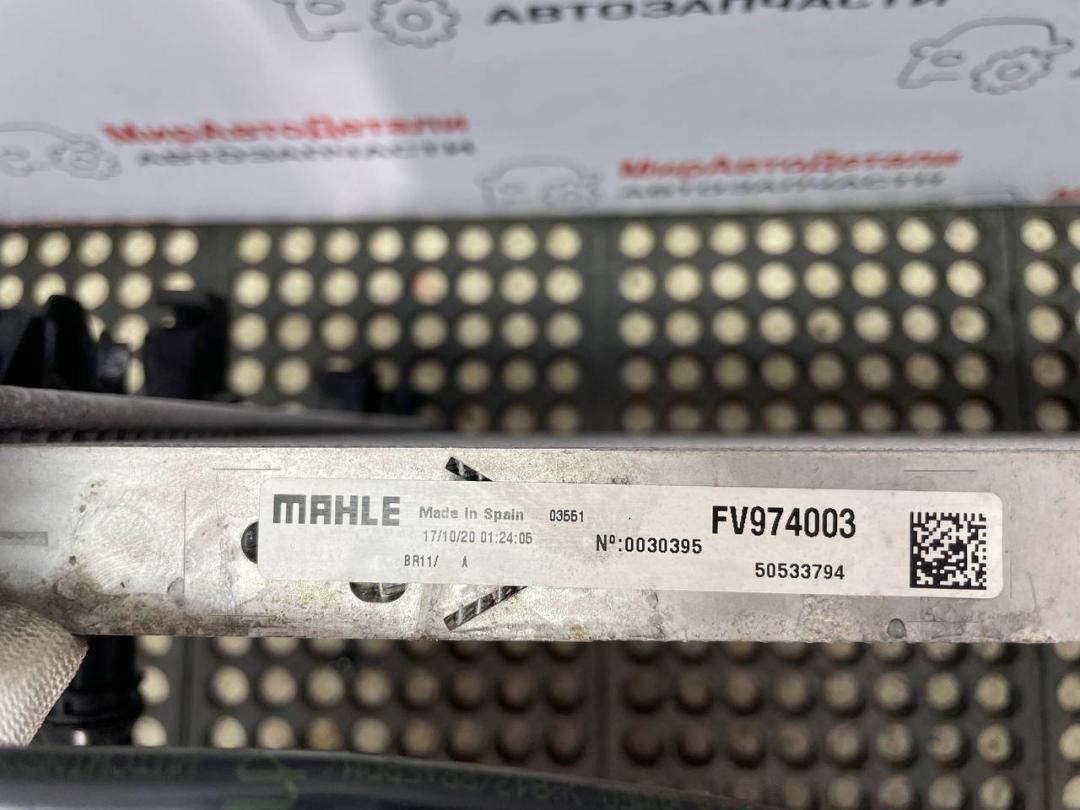 АВТОЗАПЧАСТИ
МирАвтоДетали
АВТОЗАПЧАСТИ
МирАвтоДетали
АВТОЗАПЧАСТИ
MAHLE Made In Spain 03551
17/10/20 01:24:05
BR11/ A
Nº:0030395
FV974003
50533794